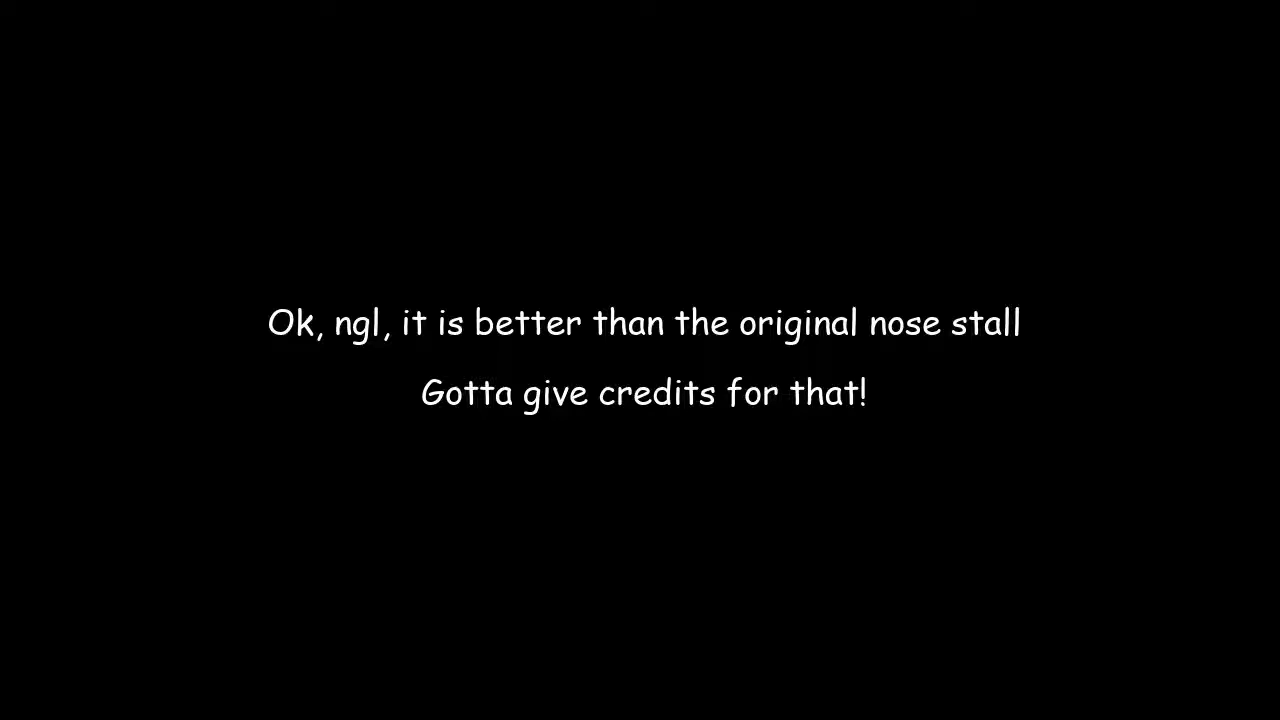 Ok, ngl, it is better than the original nose stall
Gotta give credits for that!